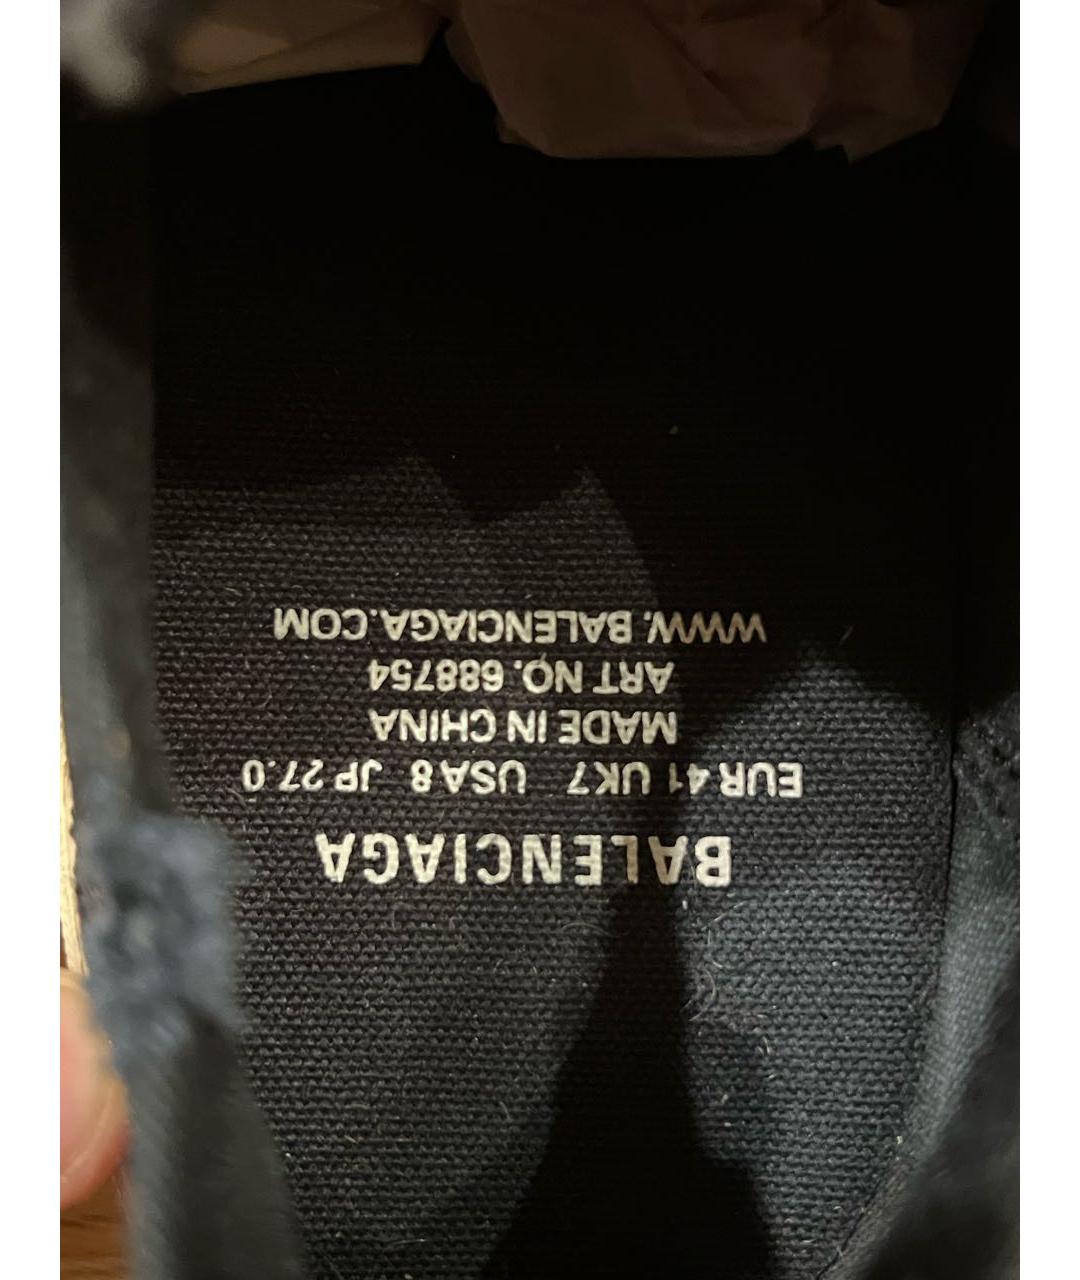 BALENCIAGA
EUR 41 UK7 USA8 JP 27.0
MADE IN CHINA
ART NO. 688754
WWW. BALENCIAGA.COM